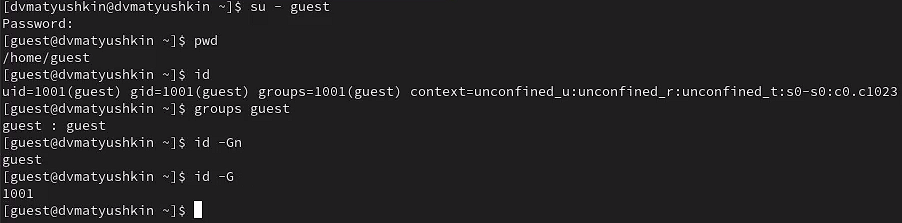 [dvmatyushkin@dvmatyushkin ~]$ su - guest
Password:
[guest@dvmatyushkin ~]$ pwd
/home/guest
[guest@dvmatyushkin ~]$ id
uid=1001(guest) gid=1001(guest) groups=1001(guest) context=unconfined_u:unconfined_r:unconfined_t:s0-s0:c0.c1023
[guest@dvmatyushkin ~]$ groups guest
guest : guest
[guest@dvmatyushkin ~]$ id -Gn
guest
[guest@dvmatyushkin ~]$ id -G
1001
[guest@dvmatyushkin ~]$